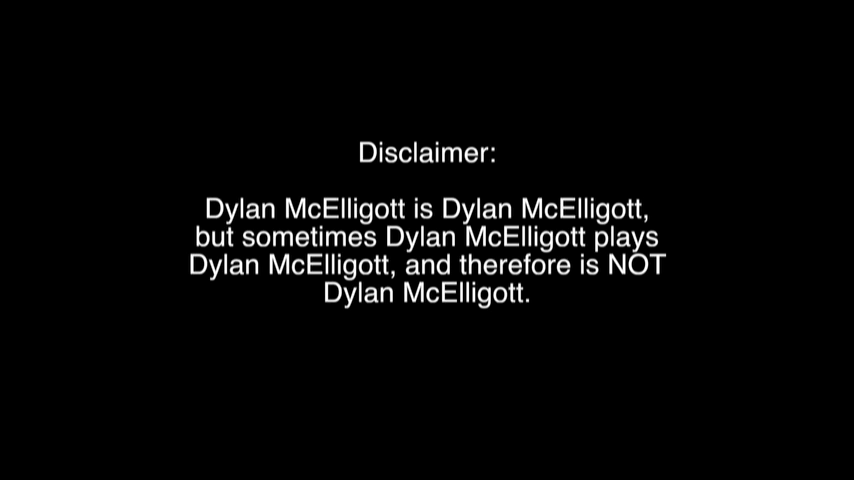 Disclaimer:
Dylan McElligott is Dylan McElligott,
but sometimes Dylan McElligott plays
Dylan McElligott, and therefore is NOT
Dylan McElligott.